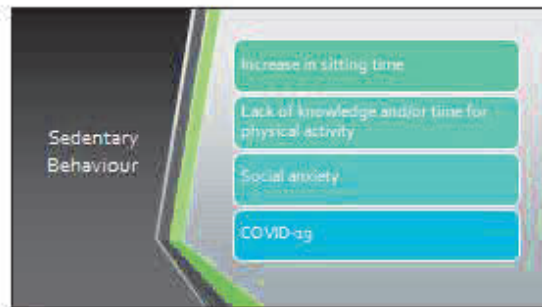 Sedentary
Behaviour
Increase in sitting time
Lack of knowledge and/or time for
physical activity
Social anxiety
COVID-19